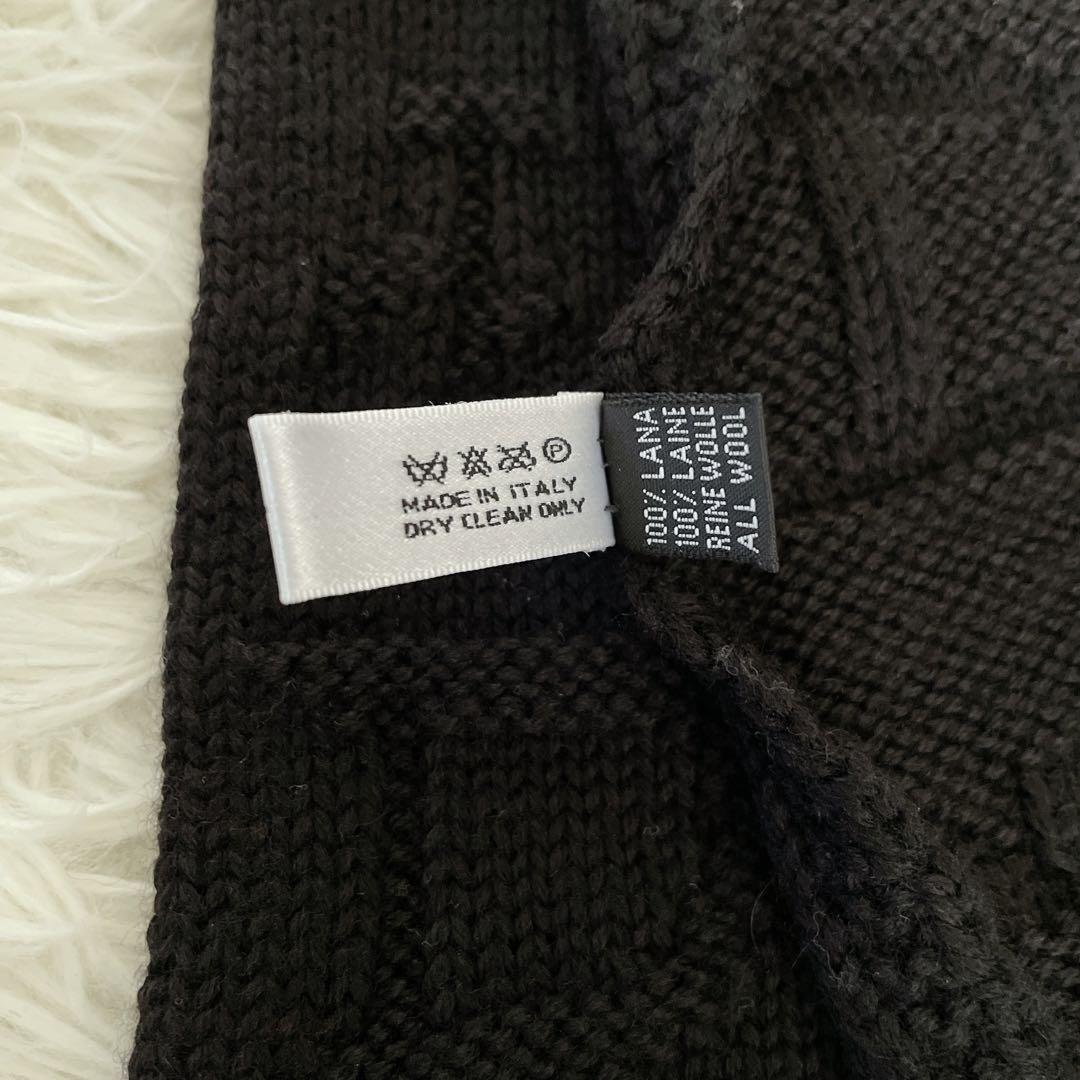 P
MADE IN ITALY
DRY CLEAN ONLY
100% LANA
100% LAINE
REINE WOLLE
ALL WOOL